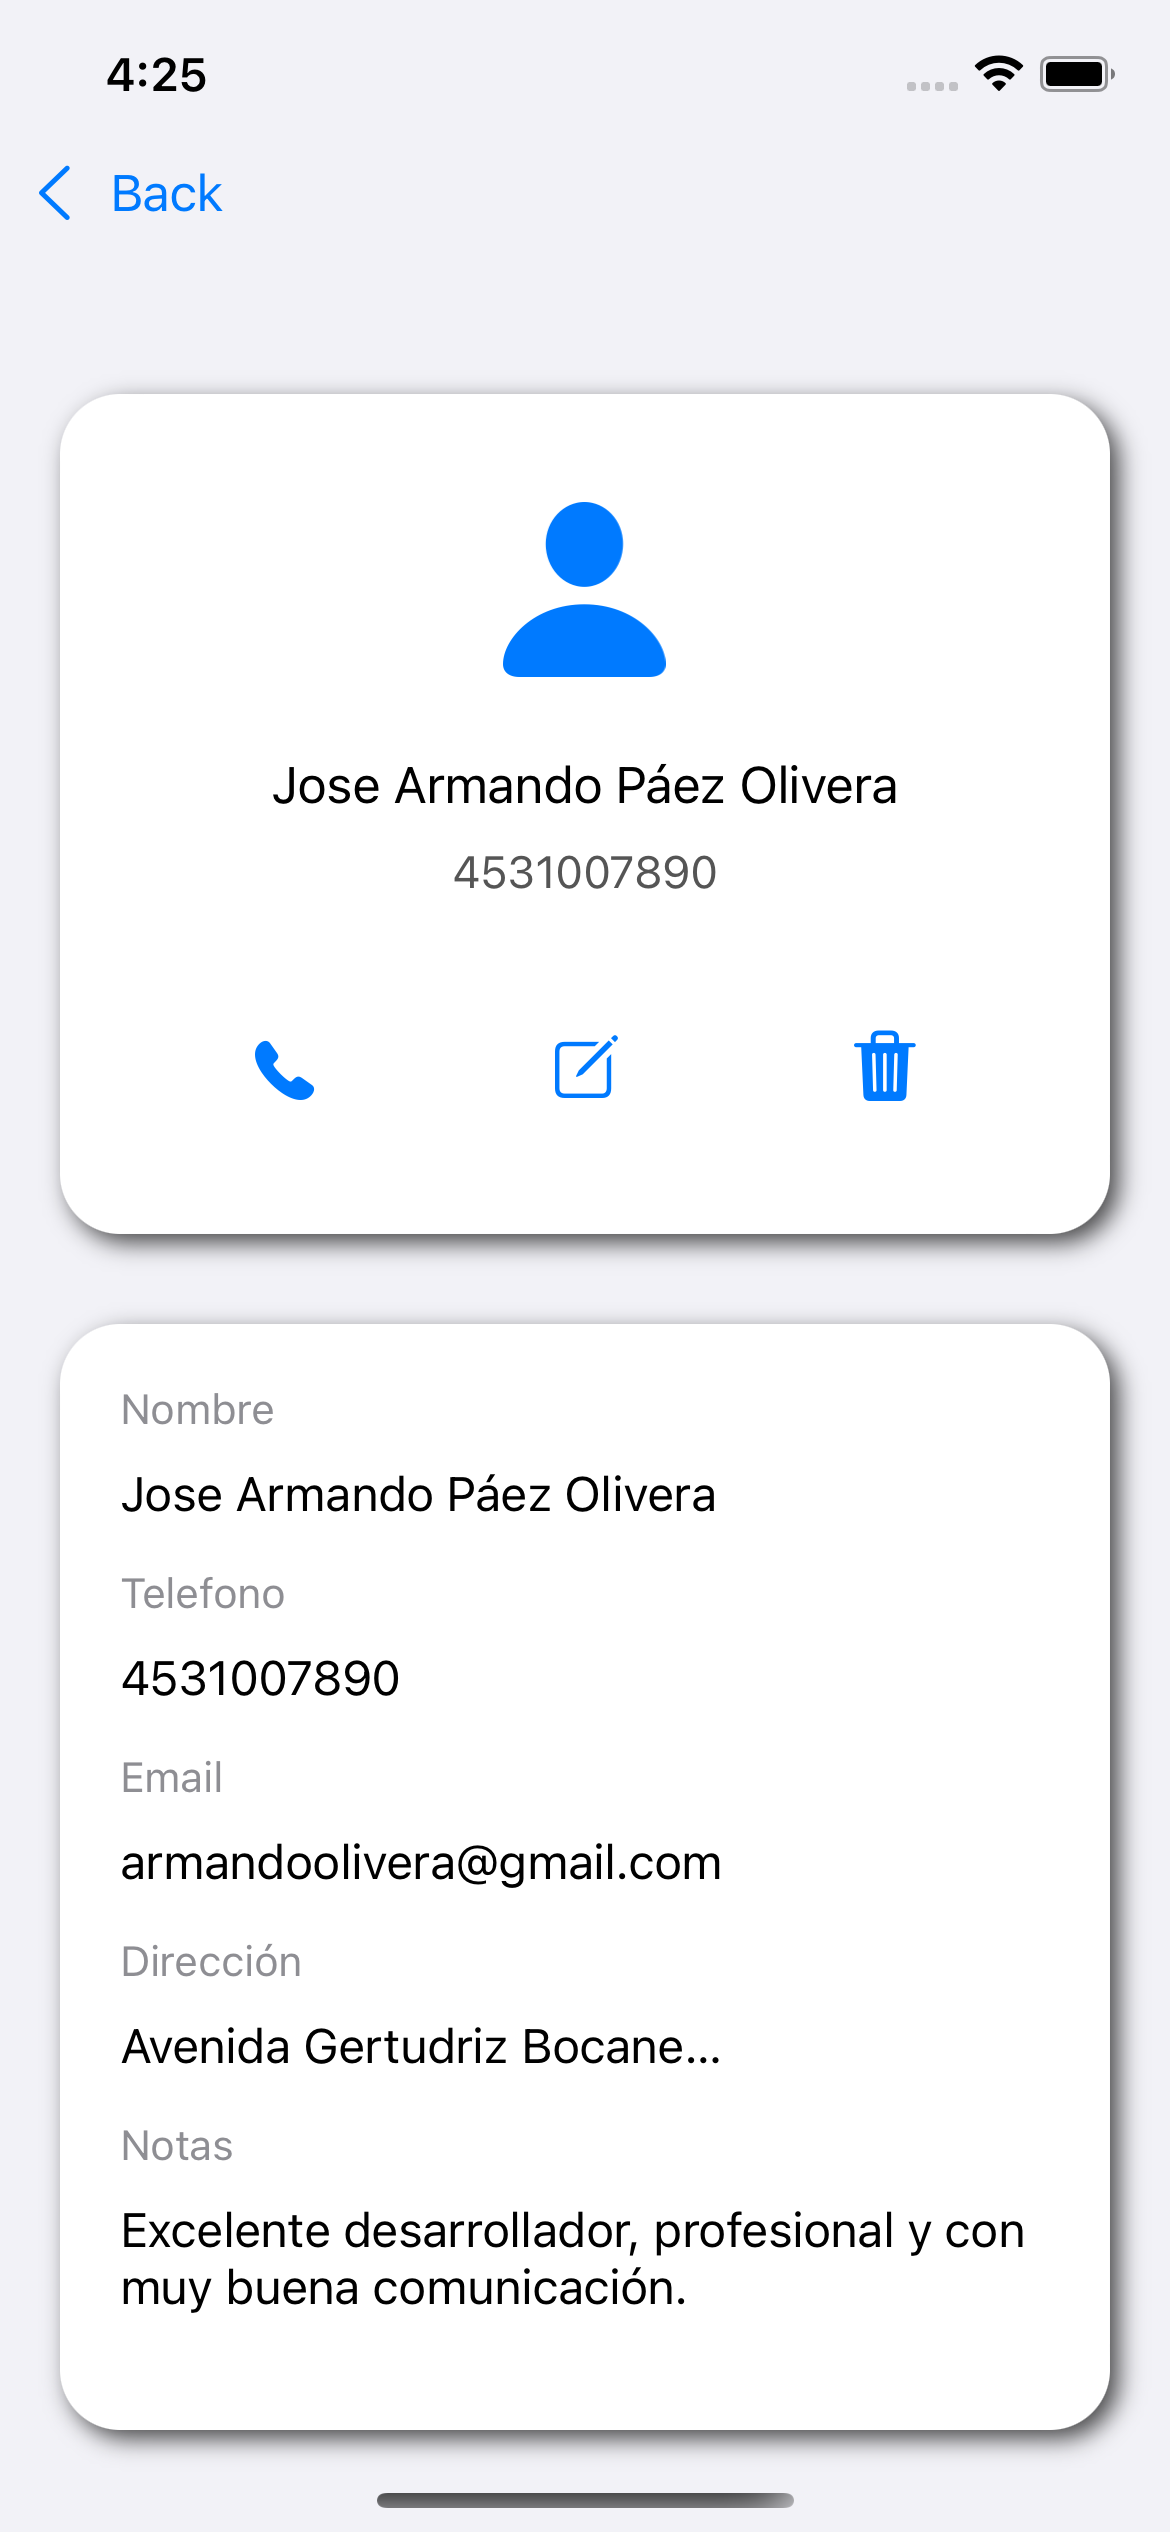 4:25
Back
Jose Armando Páez Olivera
4531007890
Nombre
Jose Armando Páez Olivera
Telefono
4531007890
Email
armandoolivera@gmail.com
Dirección
Avenida Gertudriz Bocane...
Notas
Excelente desarrollador, profesional y con
muy buena comunicación.